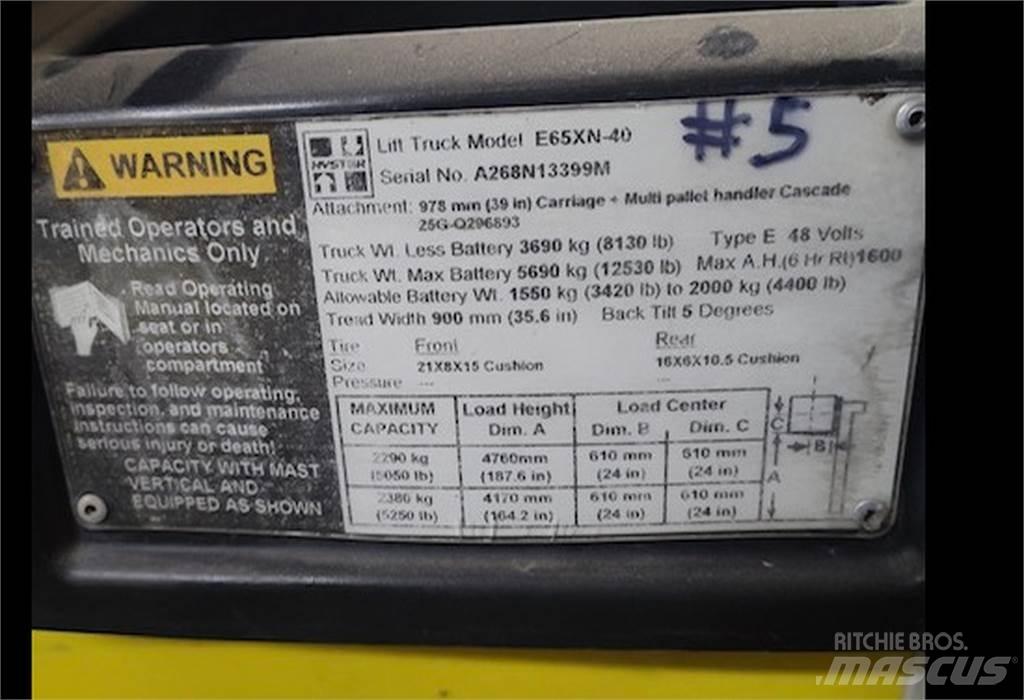 WARNING
Trained Operators and
Mechanics Only.
Read Operating
Manual located on
seat or in
operators
compartment
Failure to follow operating,
inspection, and maintenance
instructions can cause
serious injury or death!
CAPACITY WITH MAST
VERTICAL AND
EQUIPPED AS SHOWN
HYSTER
Lift Truck Model E65XN-40
#5
Serial No. A268N13399M
Attachment: 978 mm (39 in) Carriage + Multi pallet handler Cascade
25G-Q296893
Truck Wt. Less Battery 3690 kg (8130 lb) Type E 48 Volts
Truck Wt. Max Battery 5690 kg (12530 lb) Max A.H.(6 Hr Rt)1600
Allowable Battery Wt. 1550 kg (3420 lb) to 2000 kg (4400 lb)
Tread Width 900 mm (35.6 in) Back Tilt 5 Degrees
Tire Front Rear
Size 21X8X15 Cushion 16X6X10.5 Cushion
Pressure --- ---
MAXIMUM Load Height Load Center
CAPACITY Dim. A Dim. B Dim. C
2290 kg 4760mm 610 mm 610 mm
(5050 lb) (187.6 in) (24 in) (24 in)
2380 kg 4170 mm 610 mm 610 mm
(5250 lb) (164.2 in) (24 in) (24 in)
C
B
A
RITCHIE BROS.
MASCUS